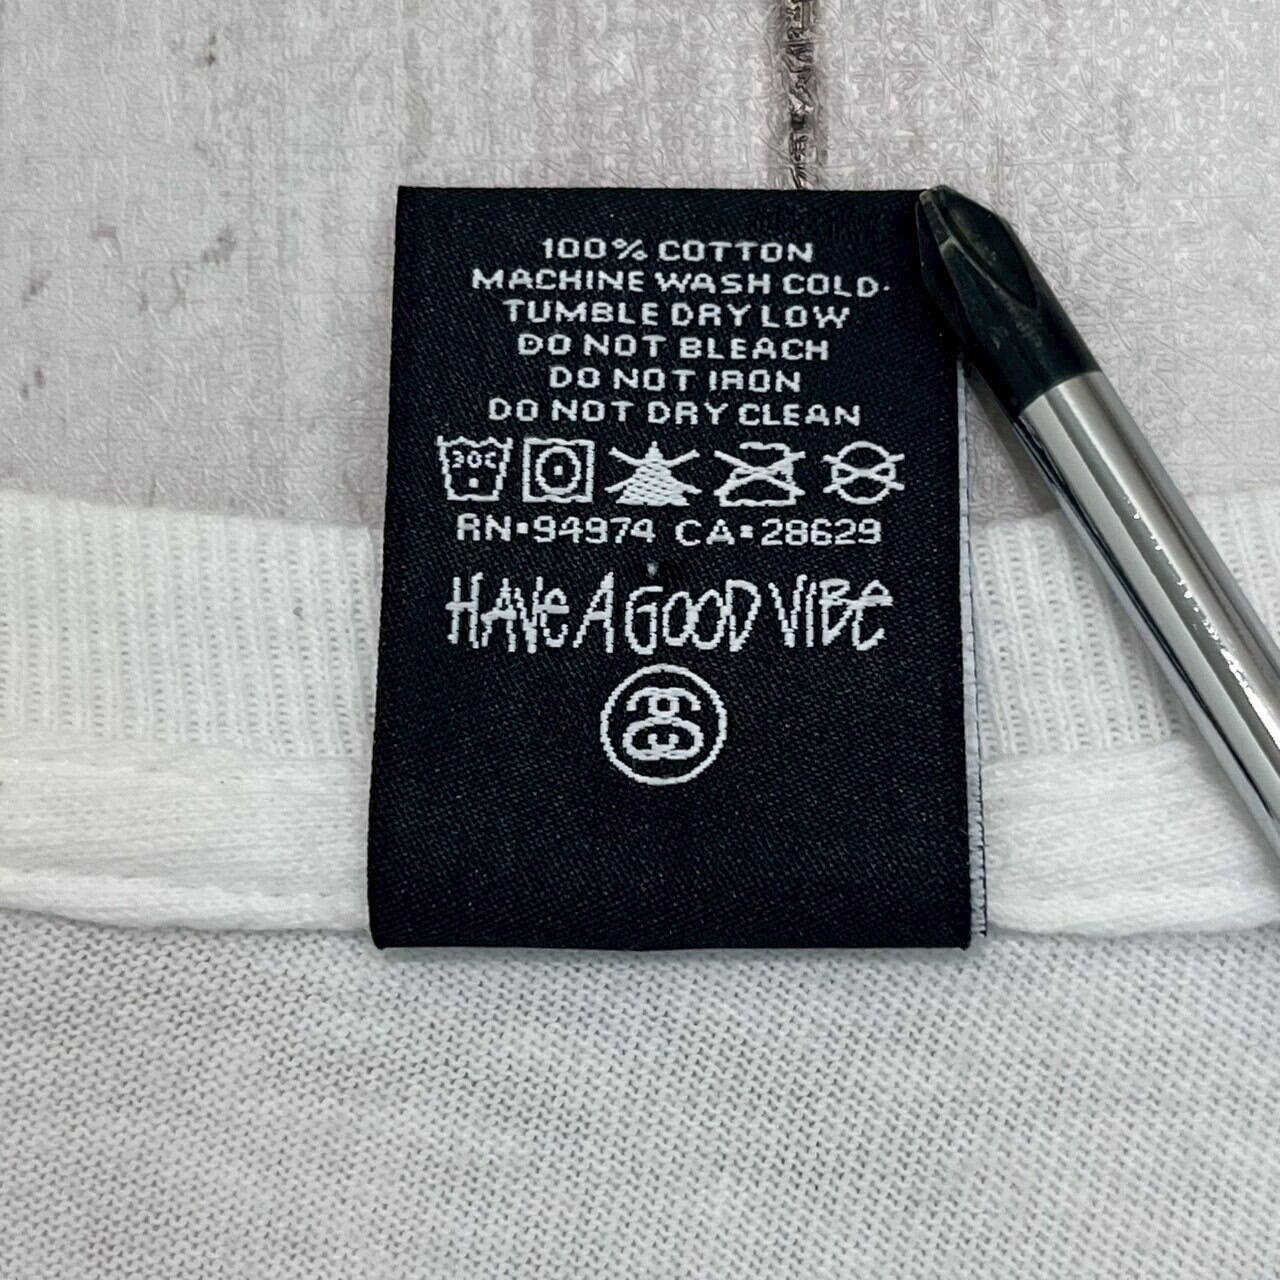 100% COTTON
MACHINE WASH COLD·
TUMBLE DRY LOW
DO NOT BLEACH
DO NOT IRON
DO NOT DRY CLEAN
30C
RN:94974 CA:28629
HAVE A GOOD VIBE